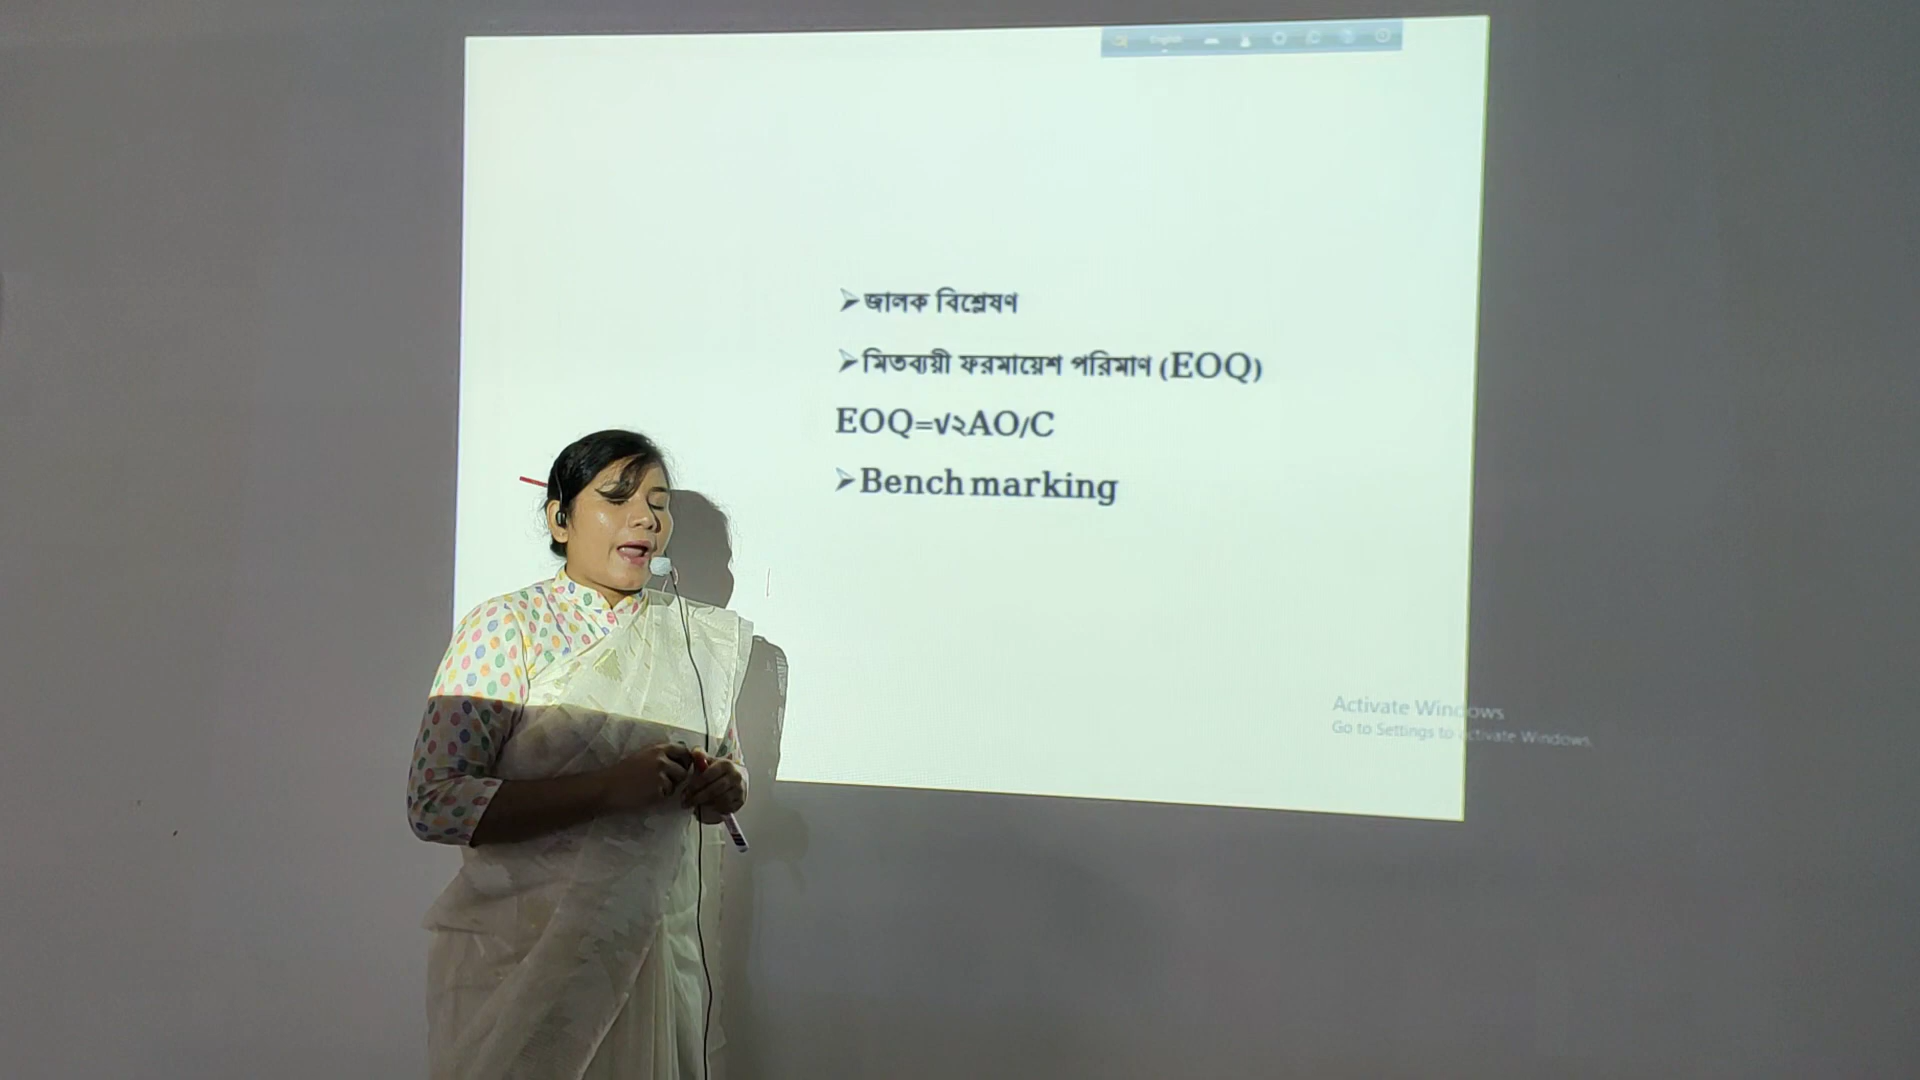 English
➢জালক বিশ্লেষণ
➢মিতব্যয়ী ফরমায়েশ পরিমাণ (EOQ)
EOQ=√২AO/C
➢Bench marking
Activate Windows
Go to Settings to activate Windows.